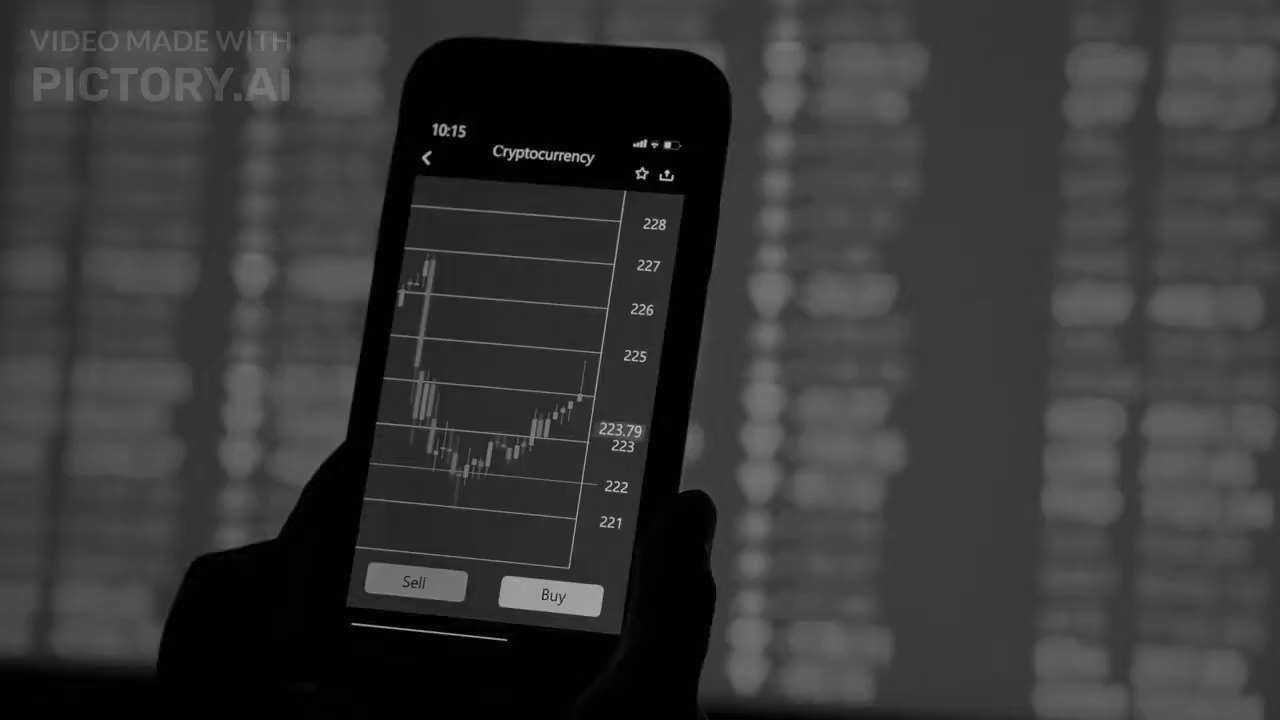 VIDEO MADE WITH
PICTORY.AI
10:15
Cryptocurrency
228
227
226
225
223.79
223
222
221
Sell
Buy